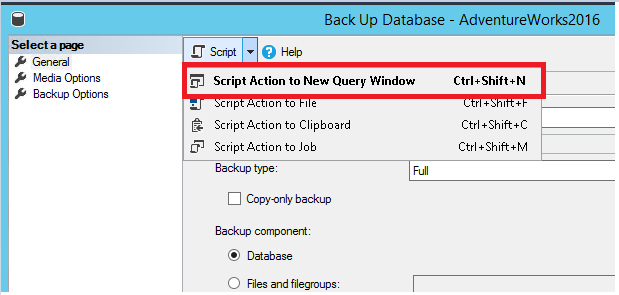 Back Up Database - AdventureWorks2016
Select a page
General
Media Options
Backup Options
Script Help
Script Action to New Query Window Ctrl+Shift+N
Script Action to File Ctrl+Shift+F
Script Action to Clipboard Ctrl+Shift+C
Script Action to Job Ctrl+Shift+M
Backup type: Full
Copy-only backup
Backup component:
Database
Files and filegroups: